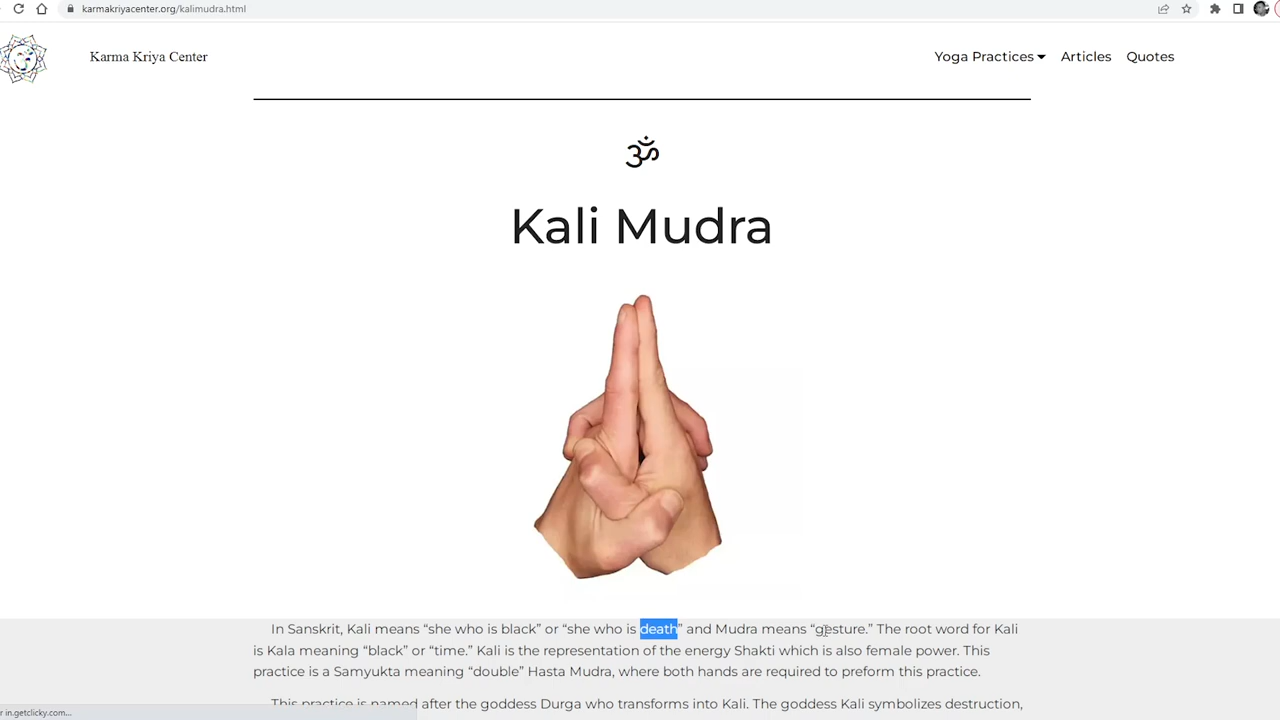 karmakriyacenter.org/kalimudra.html
Karma Kriya Center
Yoga Practices
Articles
Quotes
ॐ
Kali Mudra
In Sanskrit, Kali means “she who is black” or “she who is death” and Mudra means “gesture.” The root word for Kali
is Kala meaning “black” or “time.” Kali is the representation of the energy Shakti which is also female power. This
practice is a Samyukta meaning “double” Hasta Mudra, where both hands are required to preform this practice.
This practice is named after the goddess Durga who transforms into Kali. The goddess Kali symbolizes destruction,
r in.getclicky.com...